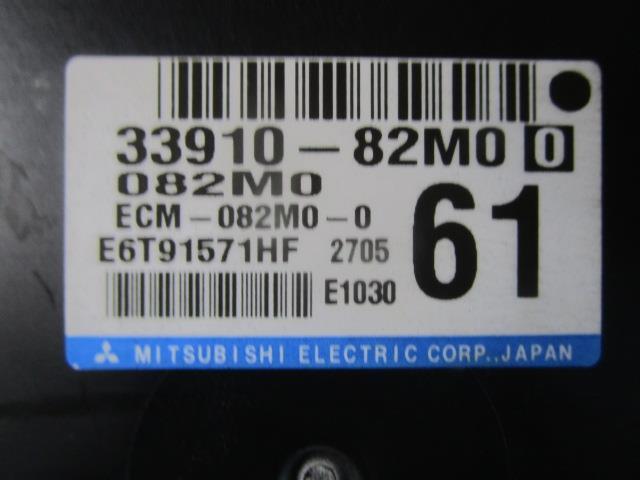 33910-82M0 0
082M0
ECM-082M0-0
E6T91571HF 2705
61
E1030
MITSUBISHI ELECTRIC CORP.,JAPAN